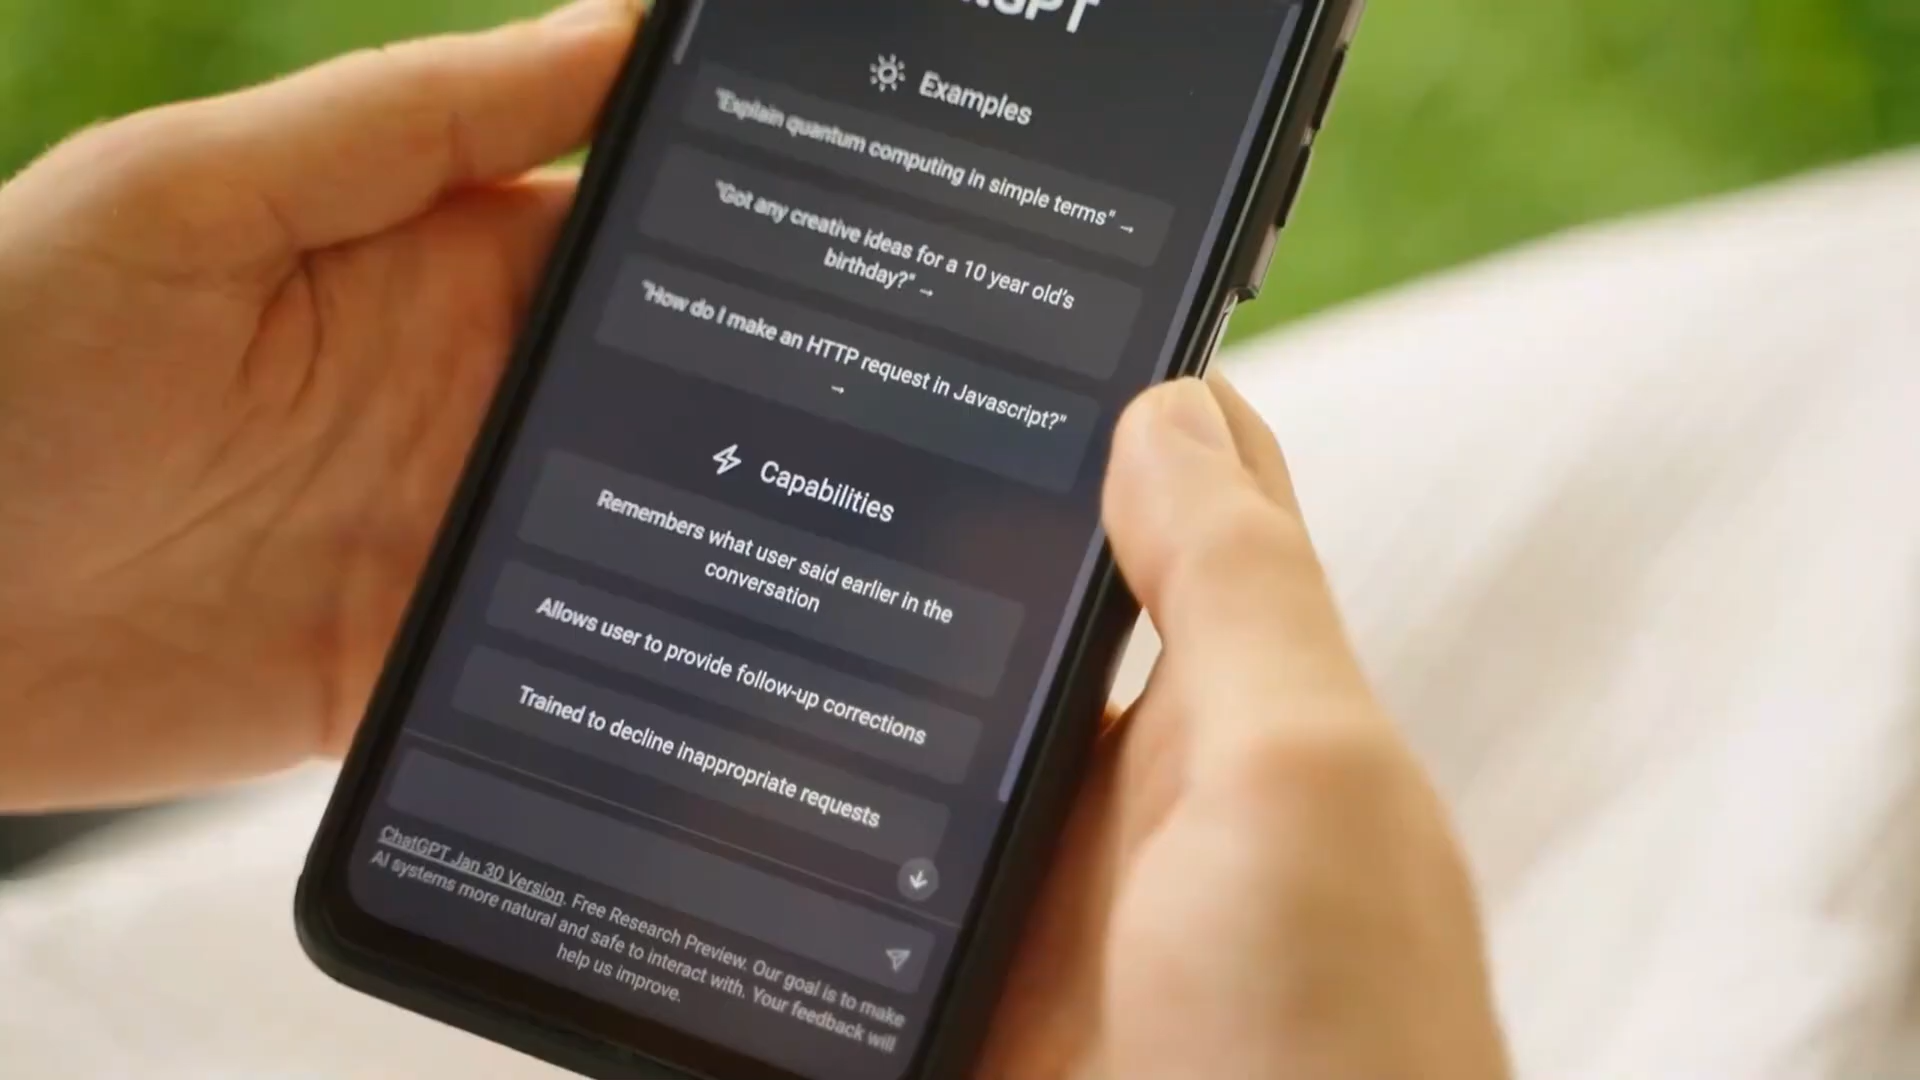 Examples
"Explain quantum computing in simple terms" →
"Got any creative ideas for a 10 year old's
birthday?" →
"How do I make an HTTP request in Javascript?"
→
Capabilities
Remembers what user said earlier in the
conversation
Allows user to provide follow-up corrections
Trained to decline inappropriate requests
ChatGPT Jan 30 Version. Free Research Preview. Our goal is to make
AI systems more natural and safe to interact with. Your feedback will
help us improve.